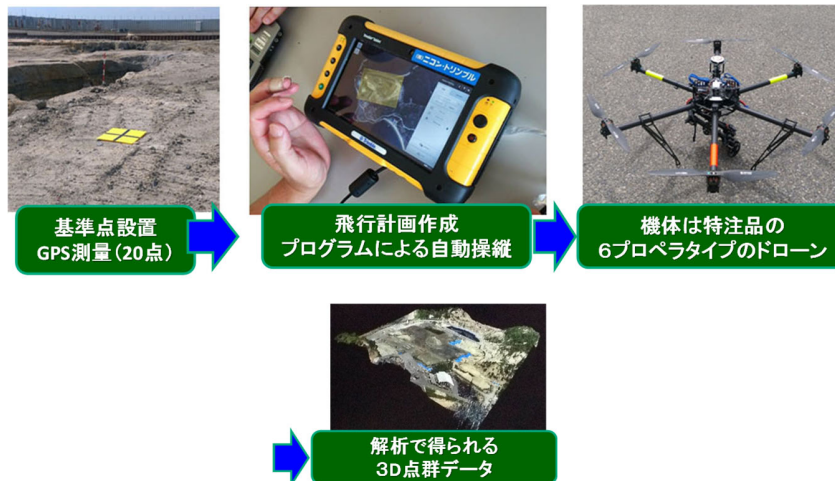 ニコン・トリンブル
基準点設置
GPS測量（20点）
飛行計画作成
プログラムによる自動操縦
機体は特注品の
６プロペラタイプのドローン
解析で得られる
3D点群データ